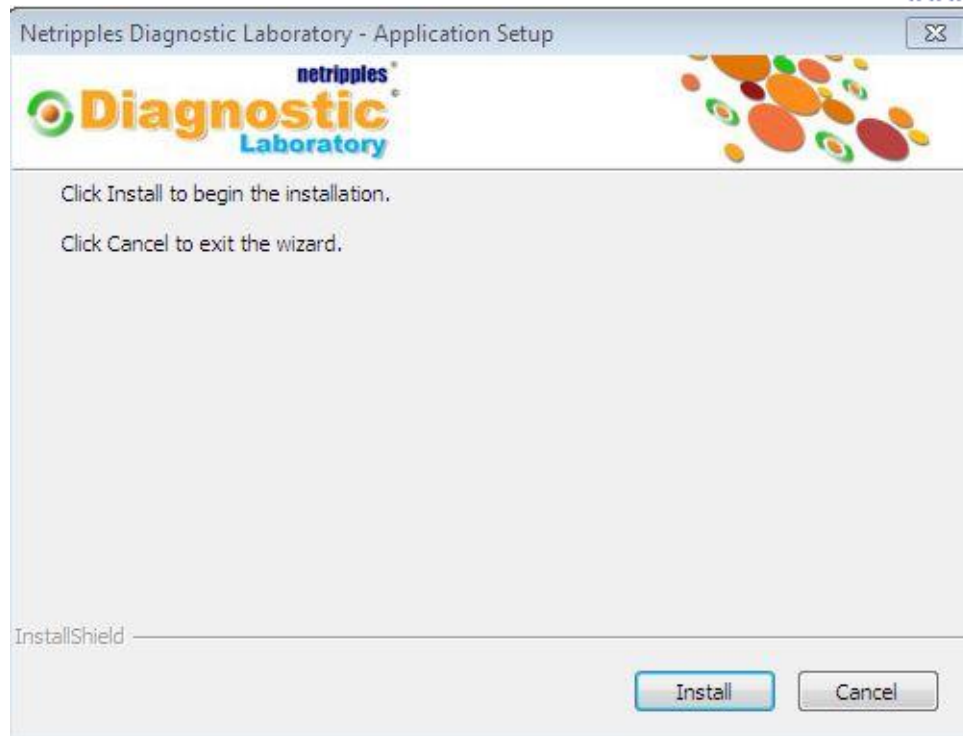 Netripples Diagnostic Laboratory - Application Setup
netripples
Diagnostic
Laboratory
Click Install to begin the installation.
Click Cancel to exit the wizard.
InstallShield
Install Cancel